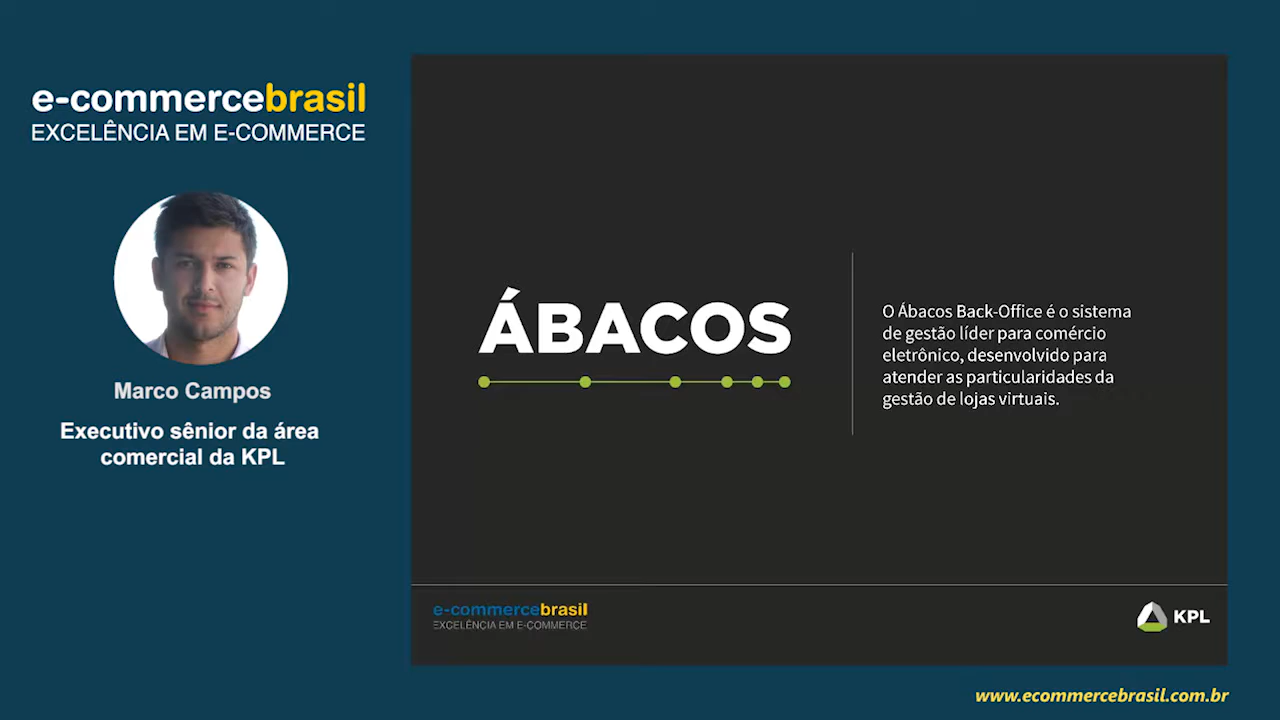 e-commercebrasil
EXCELÊNCIA EM E-COMMERCE
Marco Campos
Executivo sênior da área
comercial da KPL
ÁBACOS
O Ábacos Back-Office é o sistema
de gestão líder para comércio
eletrônico, desenvolvido para
atender as particularidades da
gestão de lojas virtuais.
e-commercebrasil
EXCELÊNCIA EM E-COMMERCE
KPL
www.ecommercebrasil.com.br